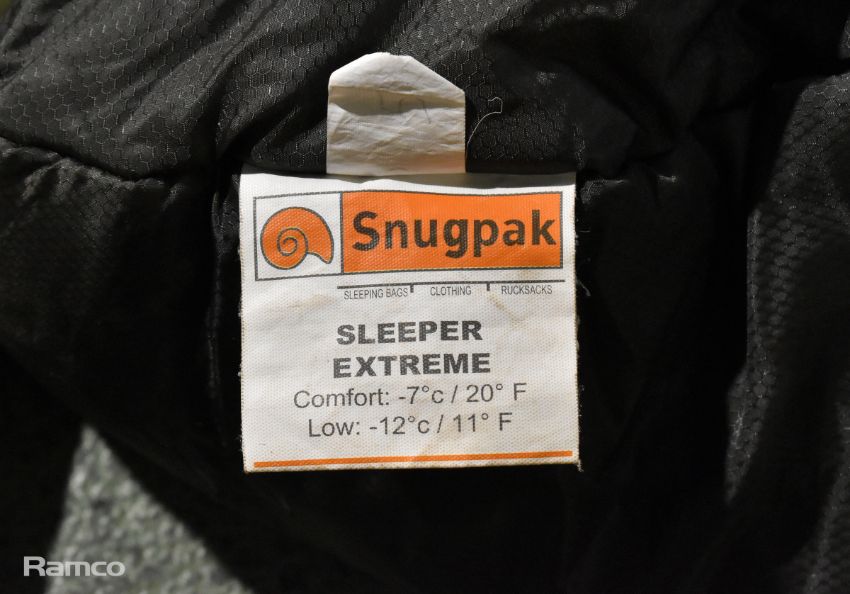 Snugpak
SLEEPING BAGS CLOTHING RUCKSACKS
SLEEPER
EXTREME
Comfort: -7°c / 20° F
Low: -12°c / 11° F
Ramco